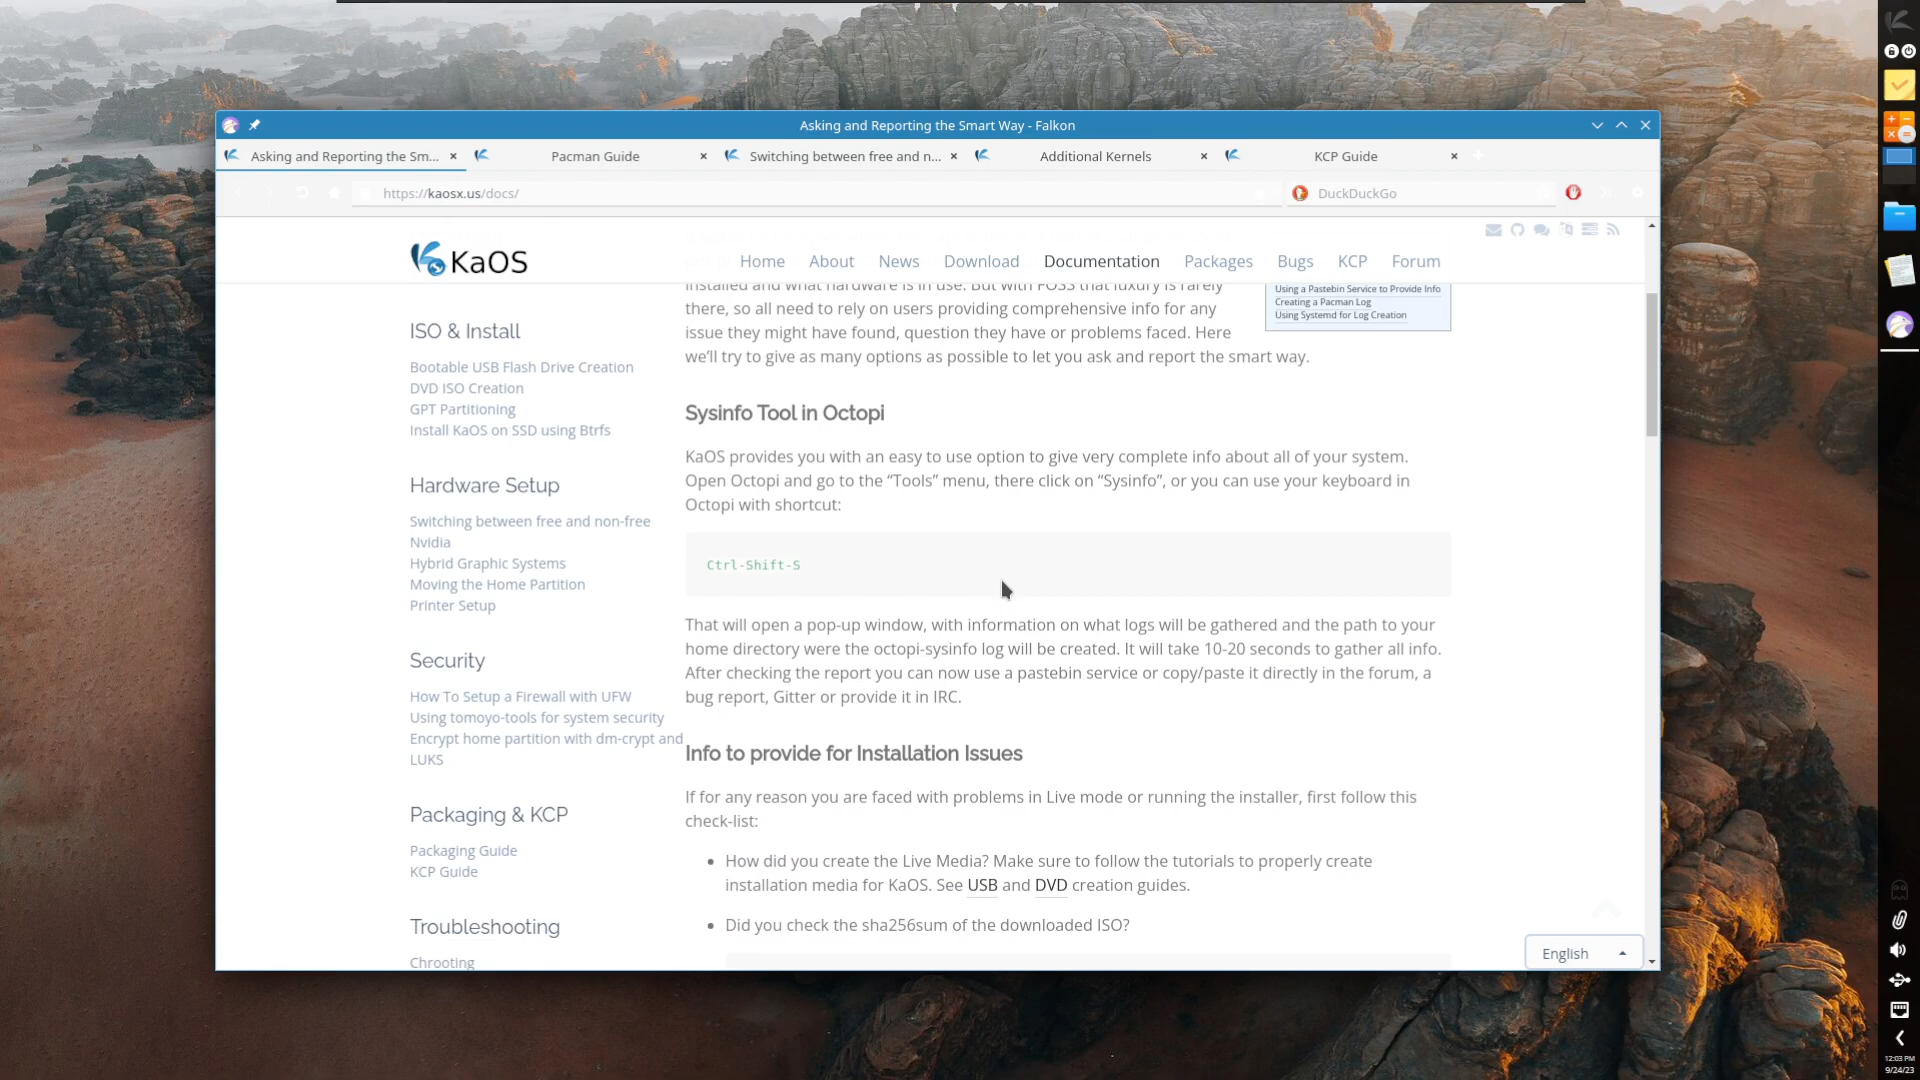 Asking and Reporting the Smart Way - Falkon
Asking and Reporting the Sm...
Pacman Guide
Switching between free and n...
Additional Kernels
KCP Guide
https://kaosx.us/docs/
DuckDuckGo
KaOS
Home
About
News
Download
Documentation
Packages
Bugs
KCP
Forum
ISO & Install
Bootable USB Flash Drive Creation
DVD ISO Creation
GPT Partitioning
Install KaOS on SSD using Btrfs
Hardware Setup
Switching between free and non-free
Nvidia
Hybrid Graphic Systems
Moving the Home Partition
Printer Setup
Security
How To Setup a Firewall with UFW
Using tomoyo-tools for system security
Encrypt home partition with dm-crypt and
LUKS
Packaging & KCP
Packaging Guide
KCP Guide
Troubleshooting
Chrooting
installed and what hardware is in use. But with FOSS that luxury is rarely
there, so all need to rely on users providing comprehensive info for any
issue they might have found, question they have or problems faced. Here
we’ll try to give as many options as possible to let you ask and report the smart way.
Using a Pastebin Service to Provide Info
Creating a Pacman Log
Using Systemd for Log Creation
Sysinfo Tool in Octopi
KaOS provides you with an easy to use option to give very complete info about all of your system.
Open Octopi and go to the “Tools” menu, there click on “Sysinfo”, or you can use your keyboard in
Octopi with shortcut:
Ctrl-Shift-S
That will open a pop-up window, with information on what logs will be gathered and the path to your
home directory were the octopi-sysinfo log will be created. It will take 10-20 seconds to gather all info.
After checking the report you can now use a pastebin service or copy/paste it directly in the forum, a
bug report, Gitter or provide it in IRC.
Info to provide for Installation Issues
If for any reason you are faced with problems in Live mode or running the installer, first follow this
check-list:
• How did you create the Live Media? Make sure to follow the tutorials to properly create
installation media for KaOS. See USB and DVD creation guides.
• Did you check the sha256sum of the downloaded ISO?
English
12:03 PM
9/24/23